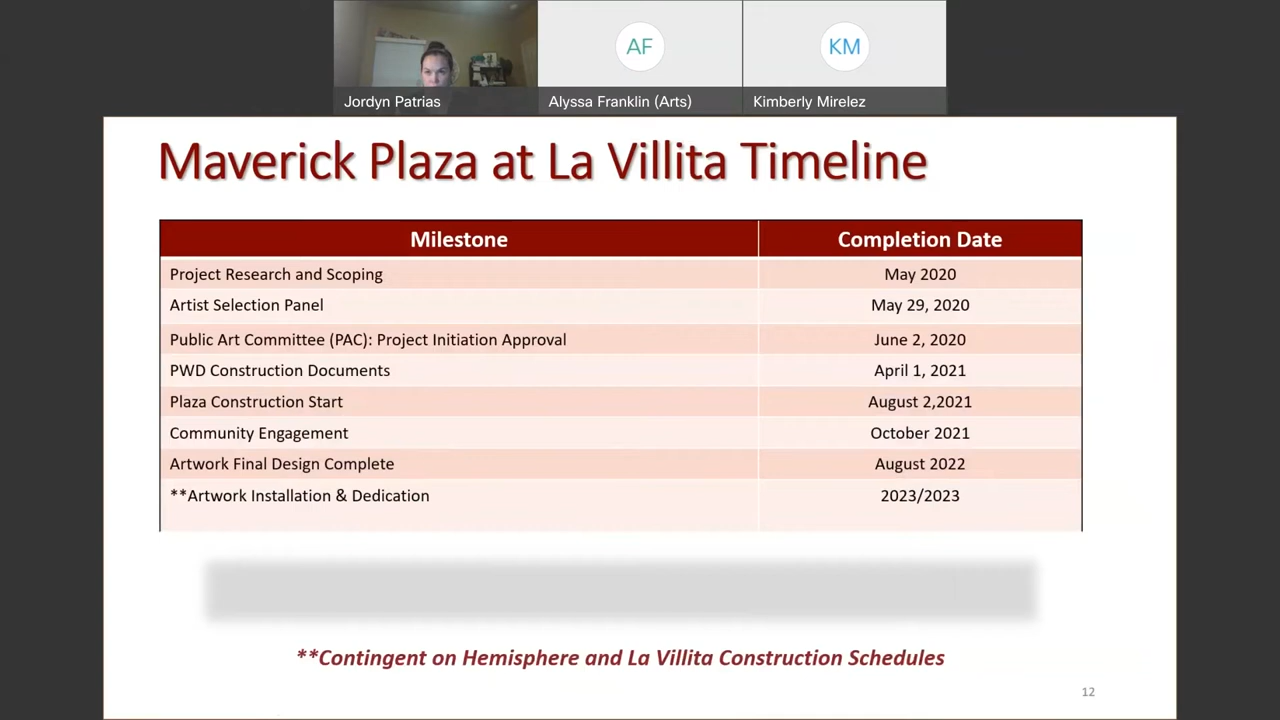 AF
KM
Jordyn Patrias
Alyssa Franklin (Arts)
Kimberly Mirelez
Maverick Plaza at La Villita Timeline
Milestone Completion Date
Project Research and Scoping May 2020
Artist Selection Panel May 29, 2020
Public Art Committee (PAC): Project Initiation Approval June 2, 2020
PWD Construction Documents April 1, 2021
Plaza Construction Start August 2,2021
Community Engagement October 2021
Artwork Final Design Complete August 2022
**Artwork Installation & Dedication 2023/2023
**Contingent on Hemisphere and La Villita Construction Schedules
12